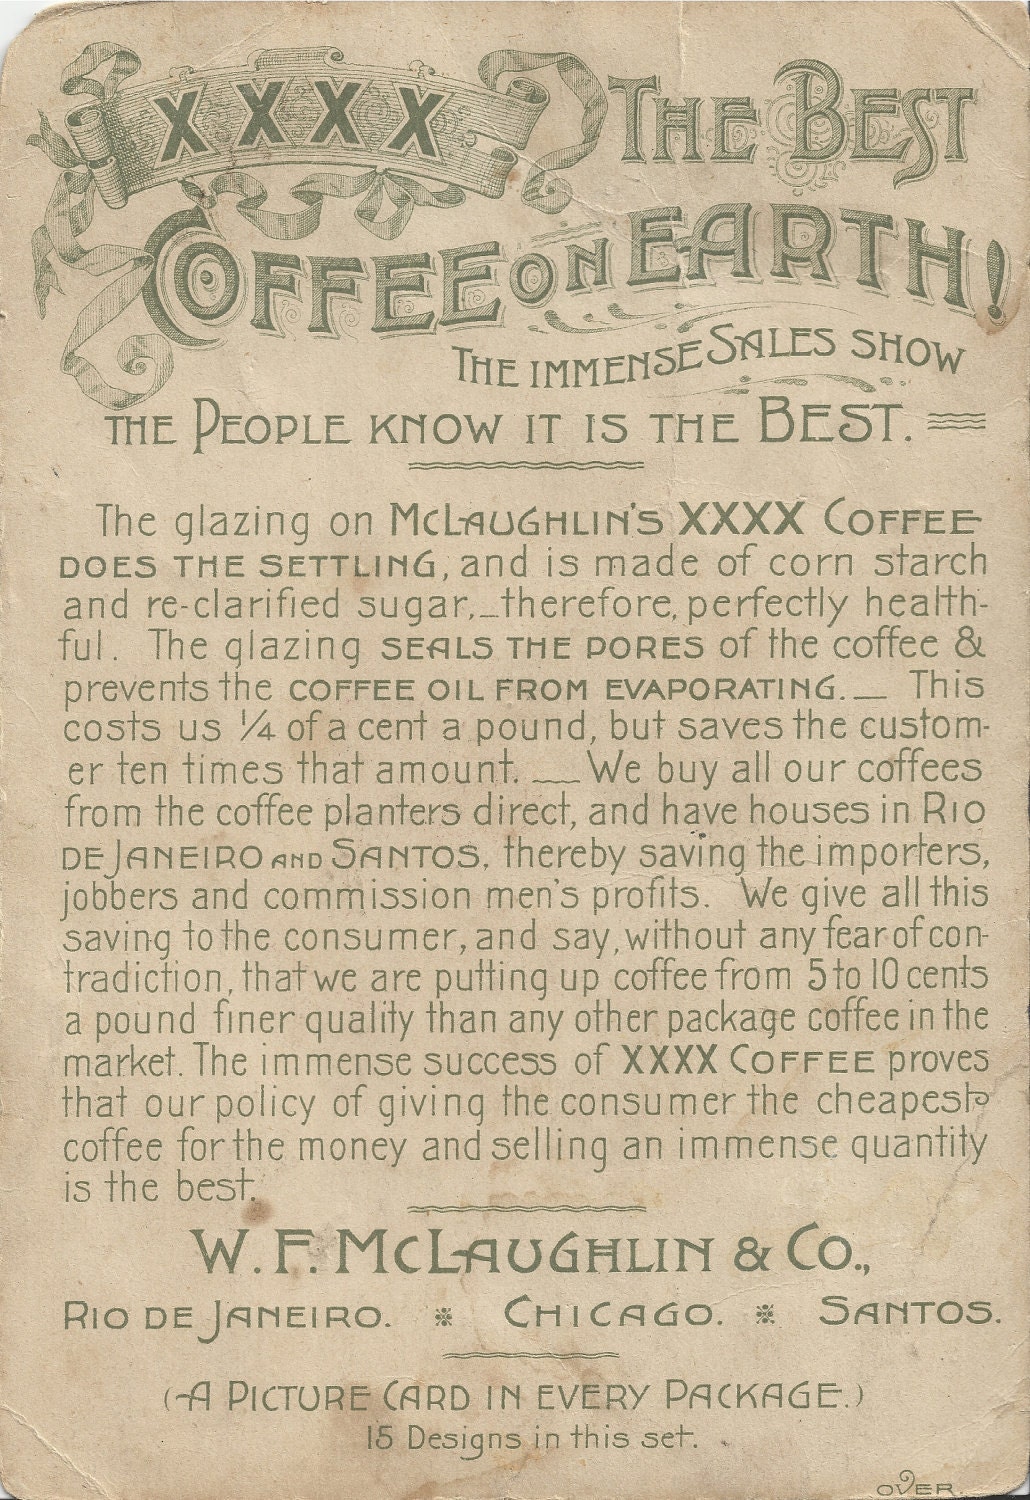 XXXX THE BEST
COFFEE ON EARTH!
THE IMMENSE SALES SHOW
THE PEOPLE KNOW IT IS THE BEST.
The glazing on McLAUGHLIN'S XXXX COFFEE
DOES THE SETTLING, and is made of corn starch
and re-clarified sugar,_therefore, perfectly health-
ful. The glazing SEALS THE PORES of the coffee &
prevents the COFFEE OIL FROM EVAPORATING.__ This
costs us 1/4 of a cent a pound, but saves the custom-
er ten times that amount. __ We buy all our coffees
from the coffee planters direct, and have houses in RIO
DE JANEIRO AND SANTOS, thereby saving the importers,
jobbers and commission men's profits. We give all this
saving to the consumer, and say, without any fear of con-
tradiction, that we are putting up coffee from 5 to 10 cents
a pound finer quality than any other package coffee in the
market. The immense success of XXXX COFFEE proves
that our policy of giving the consumer the cheapest
coffee for the money and selling an immense quantity
is the best.
W. F. McLAUGHLIN & Co.,
RIO DE JANEIRO. CHICAGO. SANTOS.
(A PICTURE CARD IN EVERY PACKAGE.)
15 Designs in this set.
OVER.